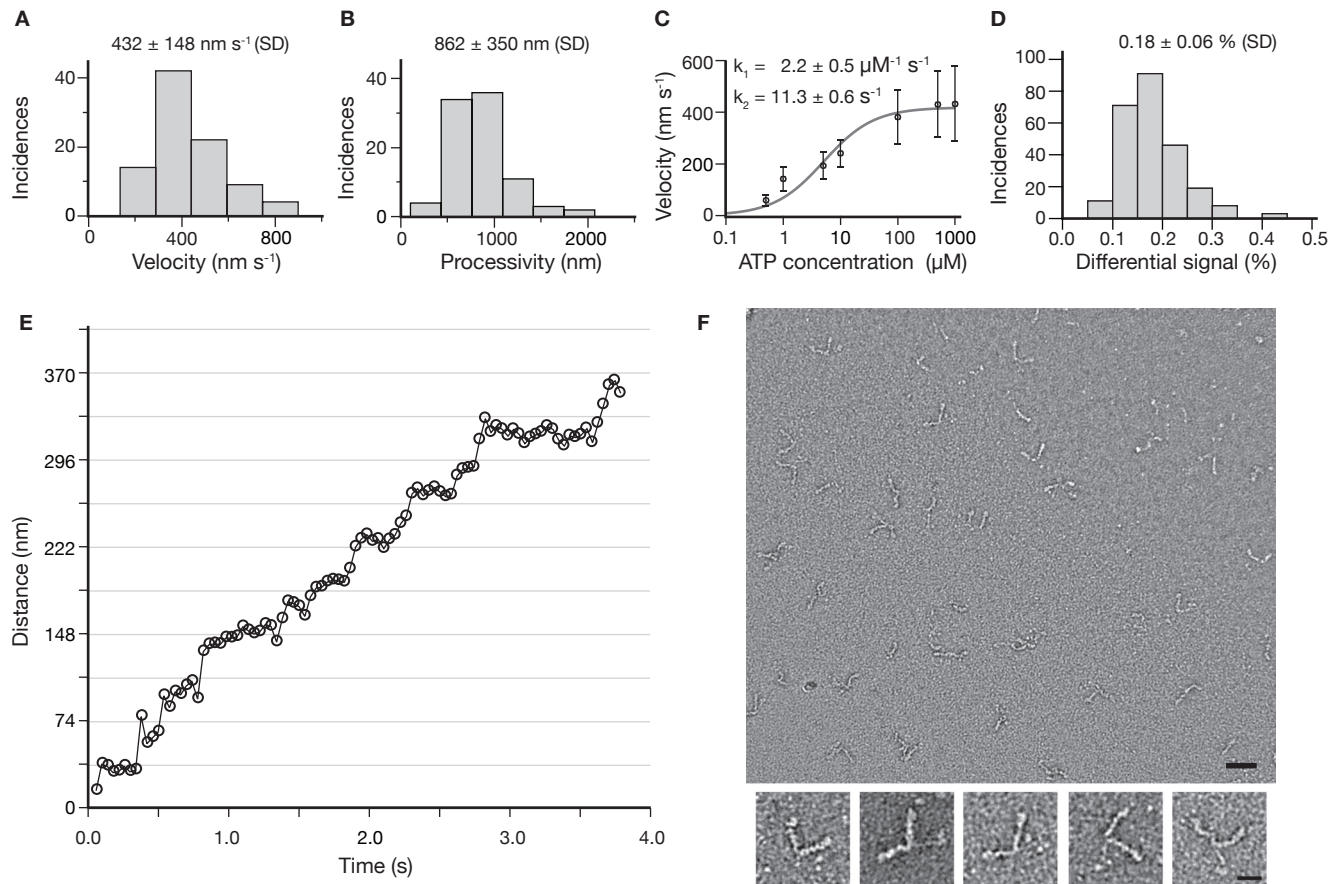 A
432 ± 148 nm s⁻¹ (SD)
Incidences
40
20
0
0 400 800
Velocity (nm s⁻¹)
B
862 ± 350 nm (SD)
Incidences
40
20
0
0 1000 2000
Processivity (nm)
C
k₁ = 2.2 ± 0.5 µM⁻¹ s⁻¹
k₂ = 11.3 ± 0.6 s⁻¹
Velocity (nm s⁻¹)
600
400
200
0
0.1 1 10 100 1000
ATP concentration (µM)
D
0.18 ± 0.06 % (SD)
Incidences
100
80
60
40
20
0
0.0 0.1 0.2 0.3 0.4 0.5
Differential signal (%)
E
Distance (nm)
370
296
222
148
74
0
0.0 1.0 2.0 3.0 4.0
Time (s)
F